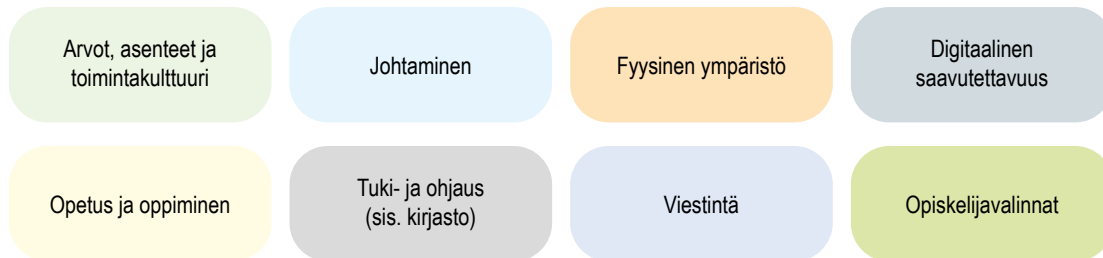 Arvot, asenteet ja
toimintakulttuuri
Johtaminen
Fyysinen ympäristö
Digitaalinen
saavutettavuus
Opetus ja oppiminen
Tuki- ja ohjaus
(sis. kirjasto)
Viestintä
Opiskelijavalinnat